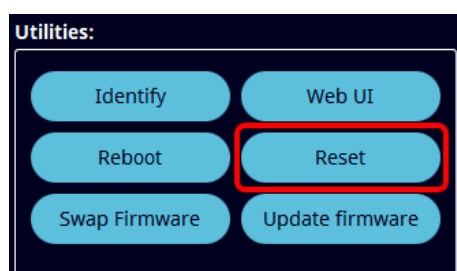 Utilities:
Identify
Web UI
Reboot
Reset
Swap Firmware
Update firmware